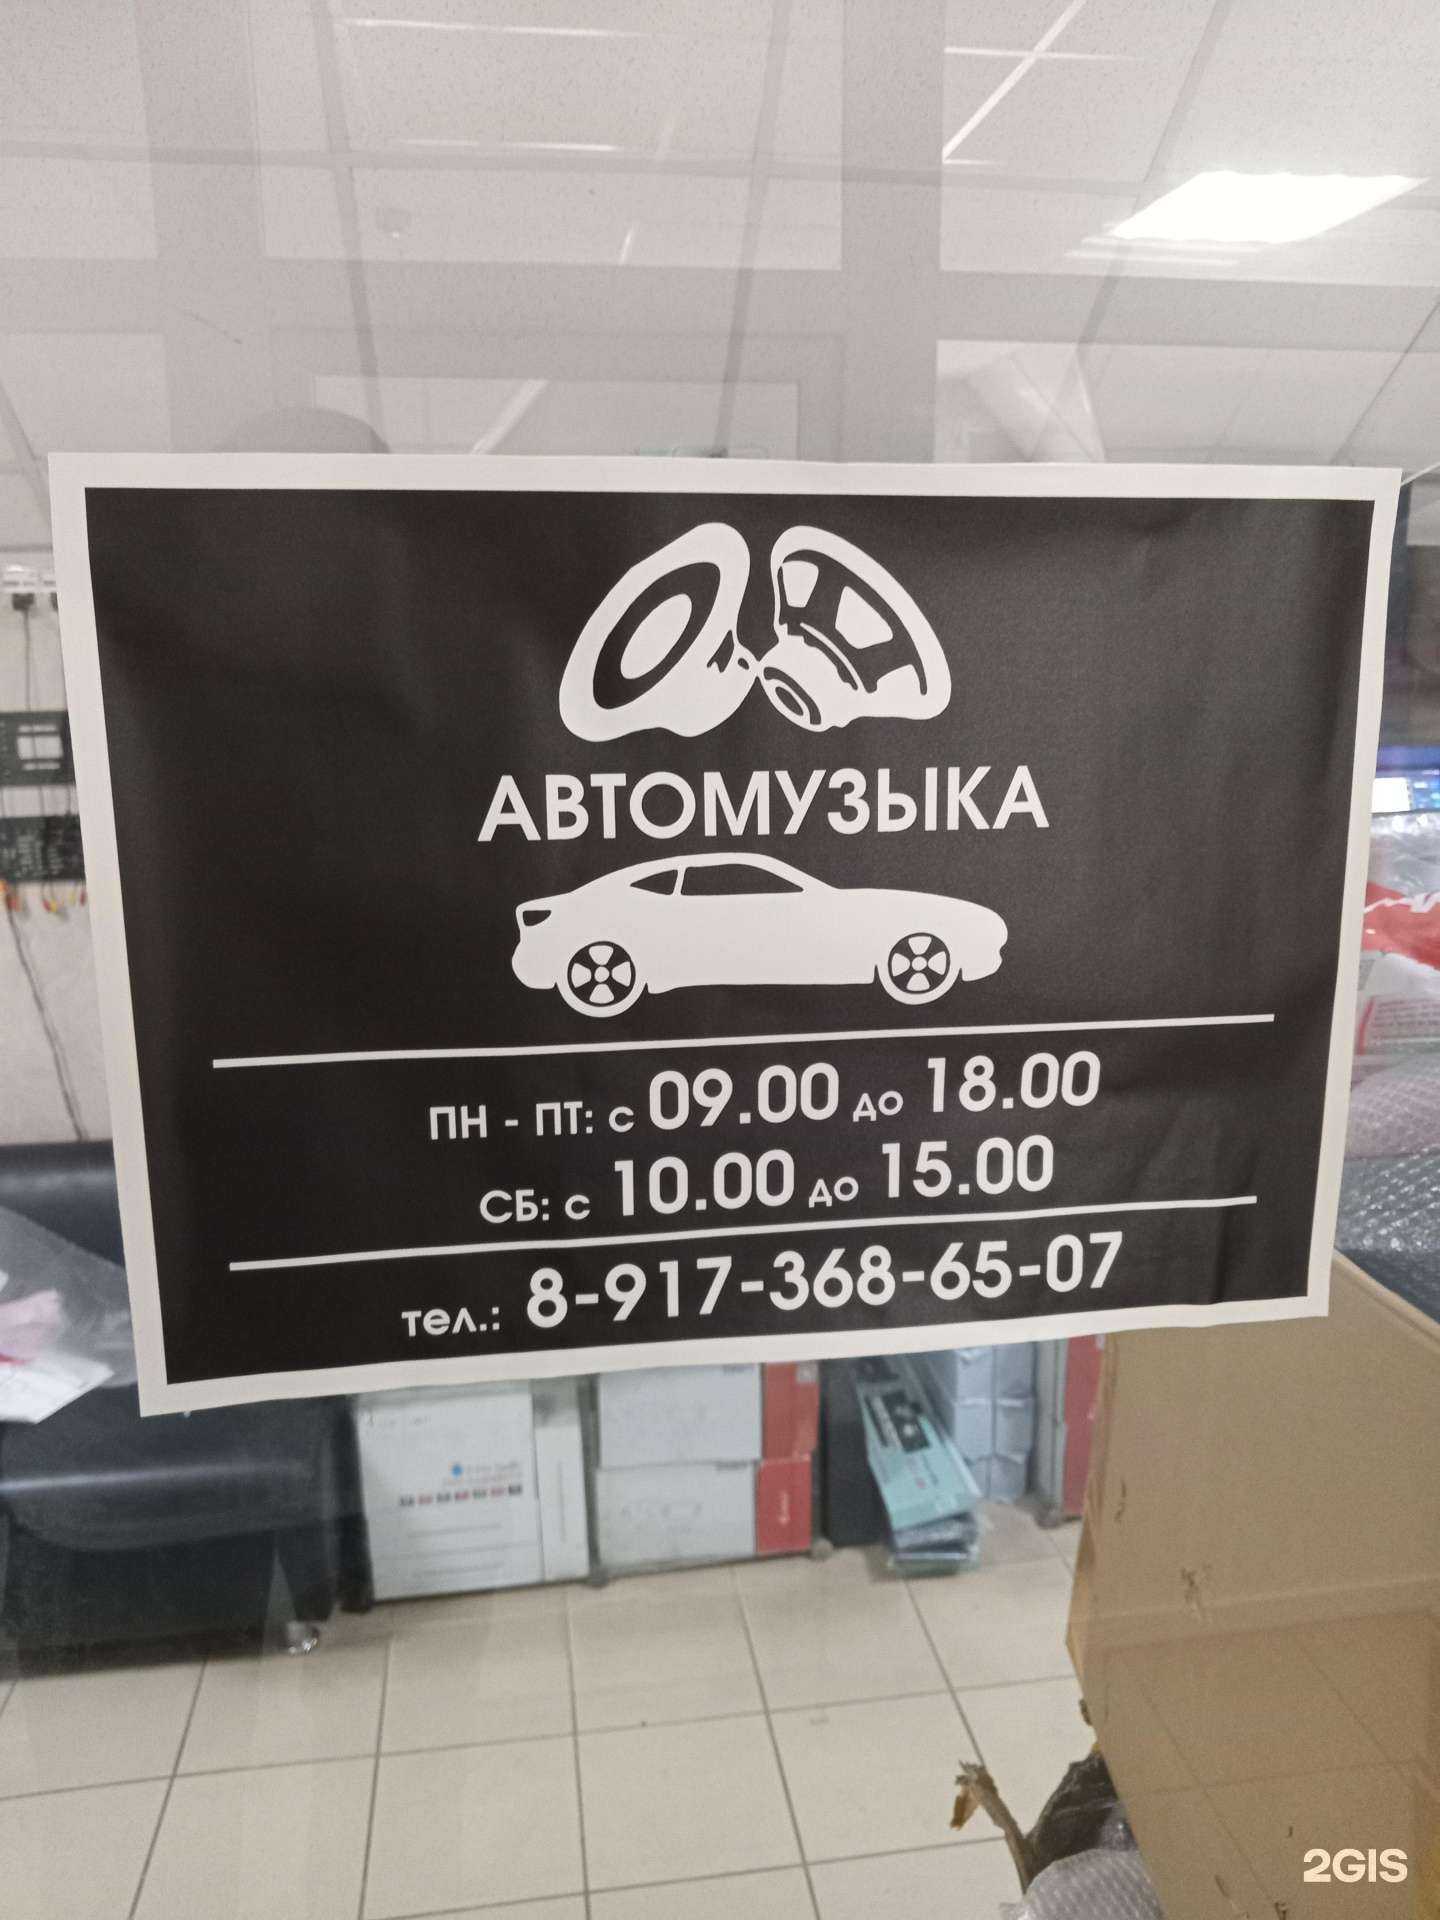 АВТОМУЗЫКА
ПН - ПТ: с 09.00 до 18.00
СБ: с 10.00 до 15.00
тел.: 8-917-368-65-07
2GIS